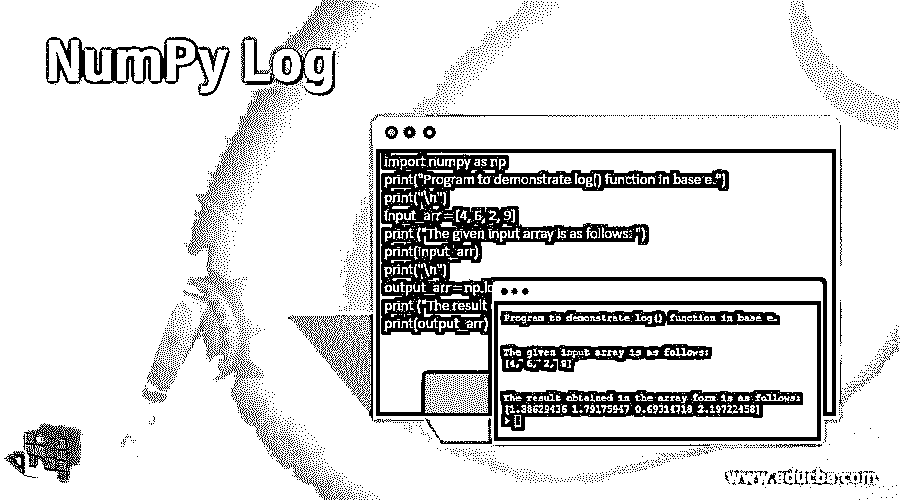 NumPy Log
import numpy as np
print("Program to demonstrate log() function in base e.")
print("\n")
input_arr = [4, 6, 2, 9]
print ("The given input array is as follows: ")
print(input_arr)
print("\n")
output_arr = np.lo
print ("The result
print(output_arr)
Program to demonstrate log() function in base e.
The given input array is as follows:
[4, 6, 2, 9]
The result obtained in the array form is as follows:
[1.38629436 1.79175947 0.69314718 2.19722458]
www.educba.com